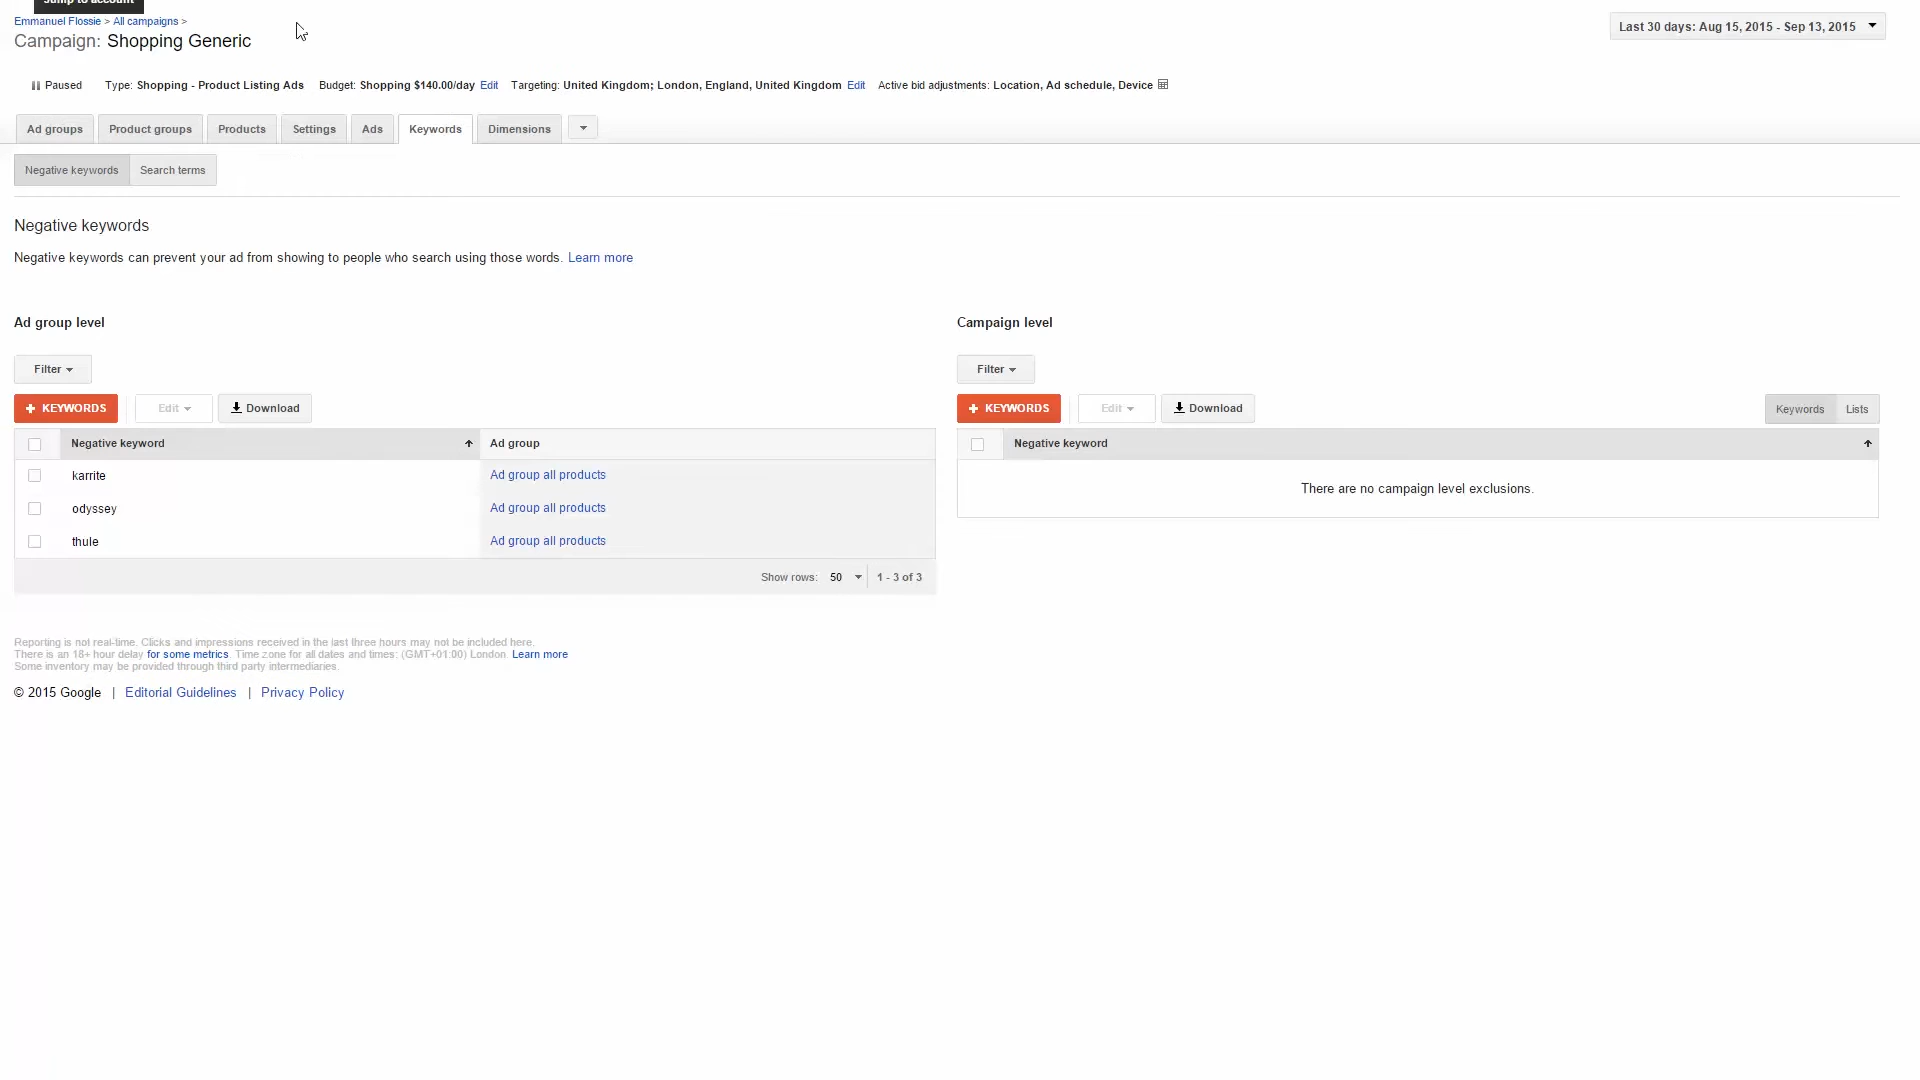 Jump to account
Emmanuel Flossie > All campaigns >
Campaign: Shopping Generic
Last 30 days: Aug 15, 2015 - Sep 13, 2015
Paused Type: Shopping - Product Listing Ads Budget: Shopping $140.00/day Edit Targeting: United Kingdom; London, England, United Kingdom Edit Active bid adjustments: Location, Ad schedule, Device
Ad groups Product groups Products Settings Ads Keywords Dimensions
Negative keywords Search terms
Negative keywords
Negative keywords can prevent your ad from showing to people who search using those words. Learn more
Ad group level
Filter
+ KEYWORDS Edit Download
Negative keyword Ad group
karrite Ad group all products
odyssey Ad group all products
thule Ad group all products
Show rows: 50 1 - 3 of 3
Campaign level
Filter
+ KEYWORDS Edit Download Keywords Lists
Negative keyword
There are no campaign level exclusions.
Reporting is not real-time. Clicks and impressions received in the last three hours may not be included here.
There is an 18+ hour delay for some metrics. Time zone for all dates and times: (GMT+01:00) London. Learn more
Some inventory may be provided through third party intermediaries.
© 2015 Google | Editorial Guidelines | Privacy Policy